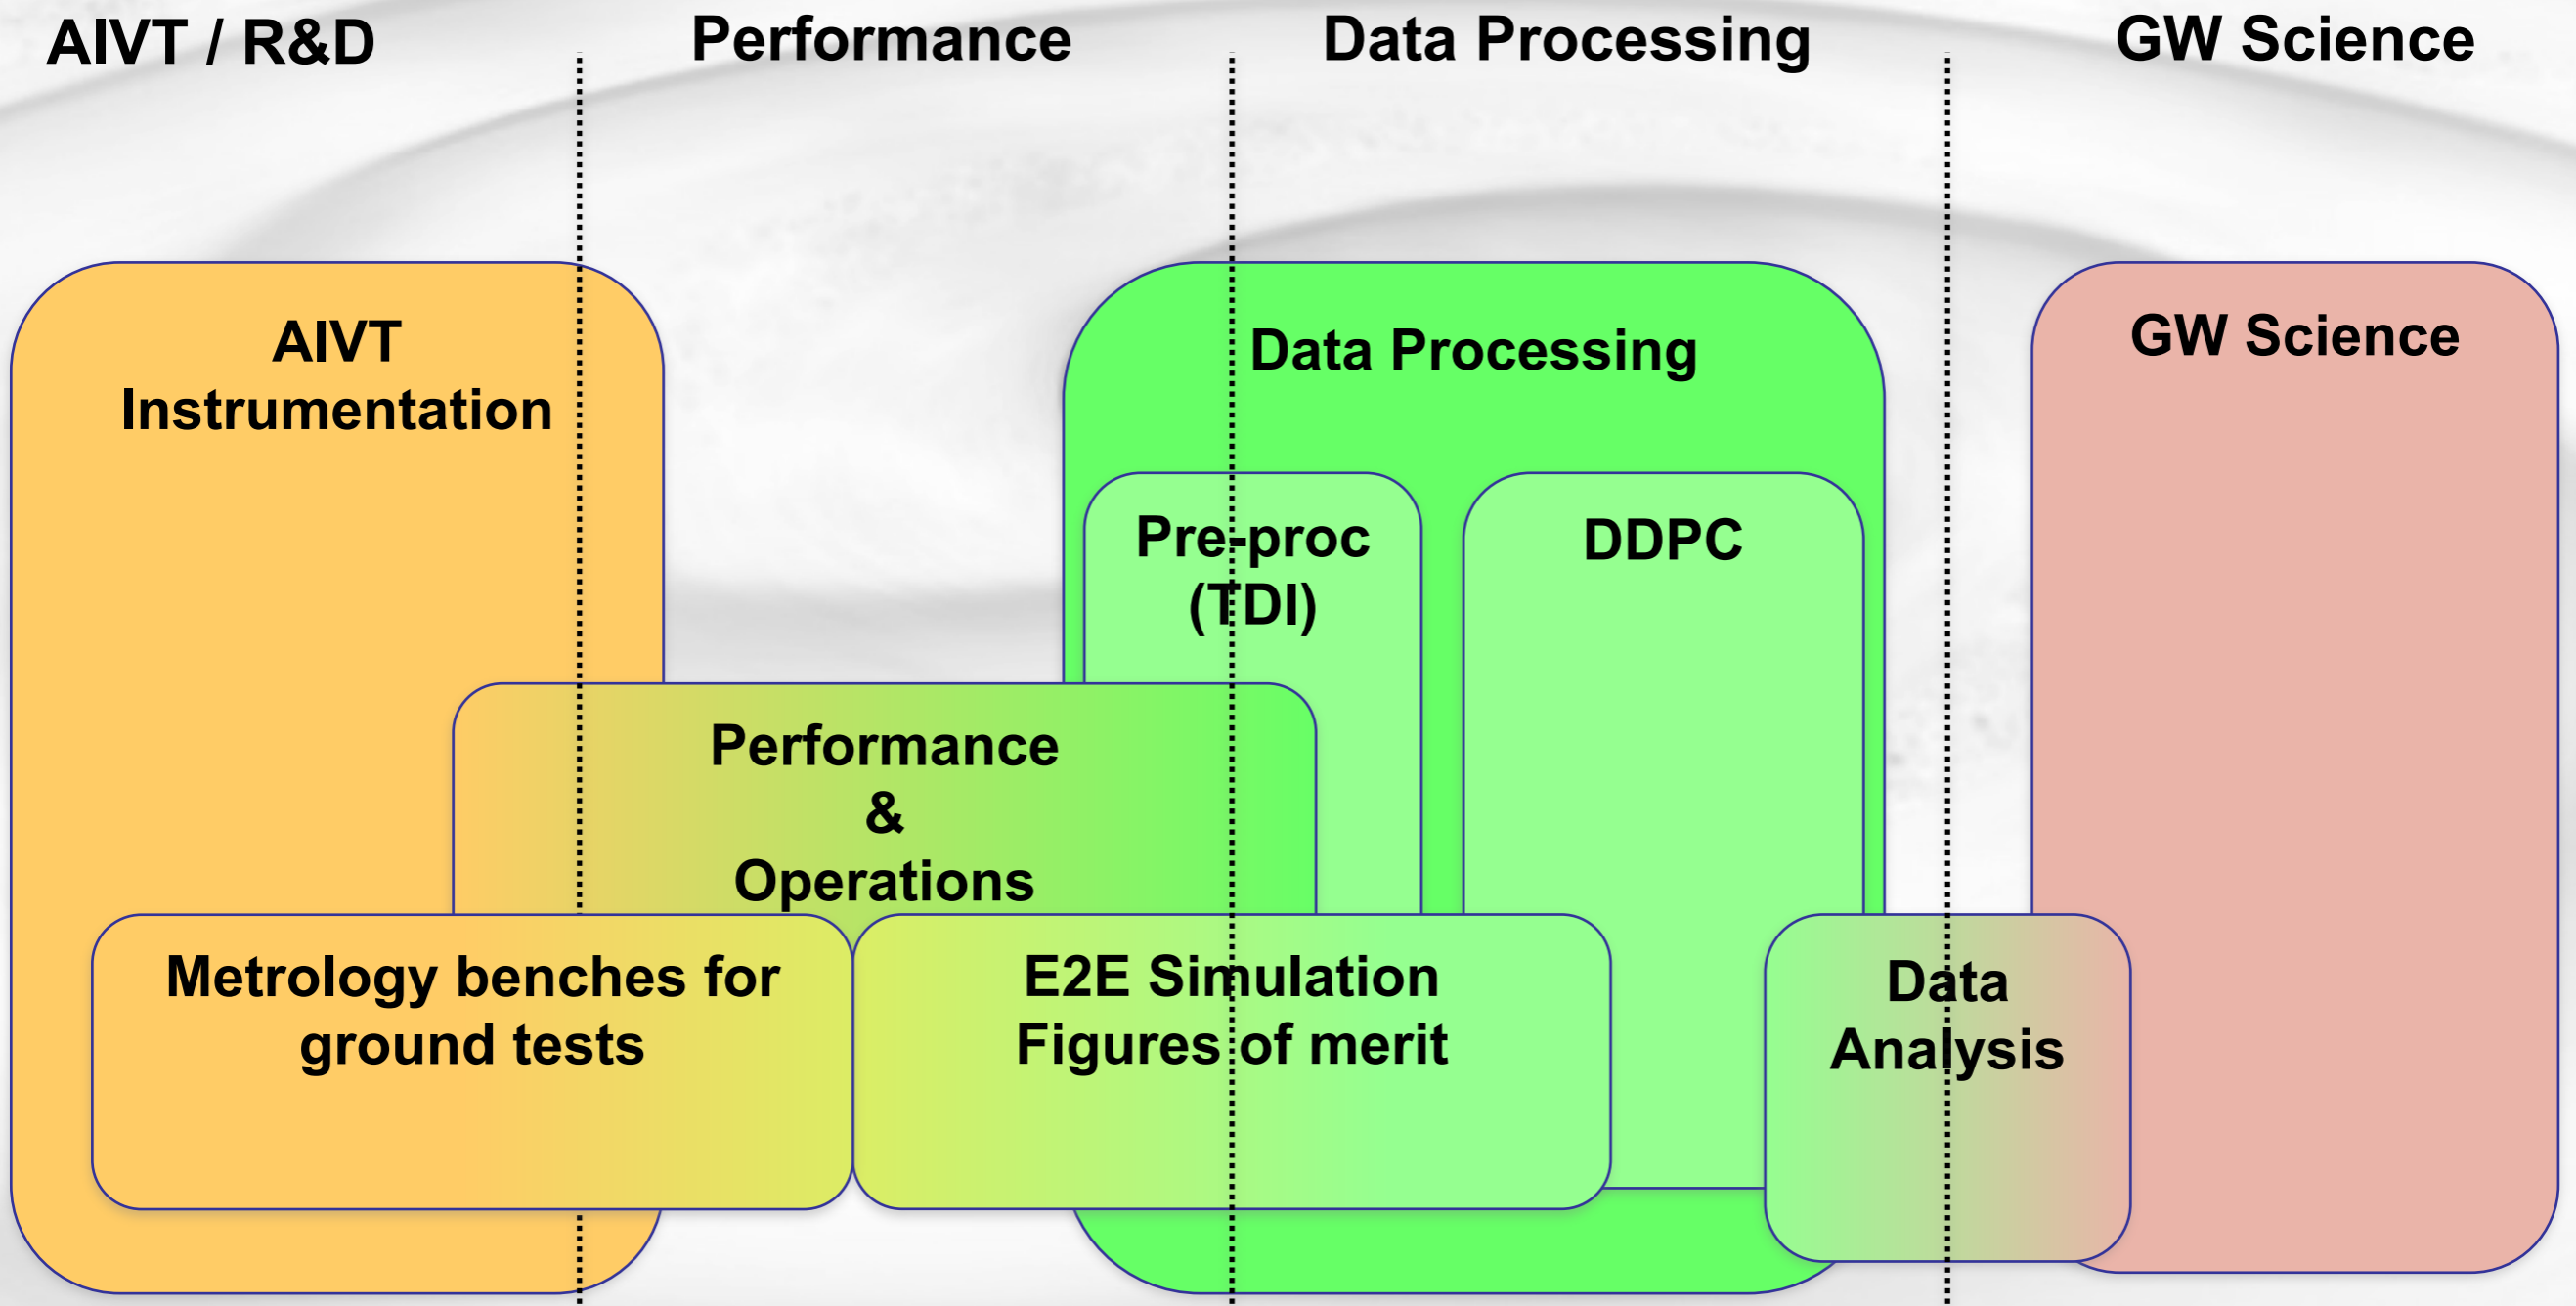 AIVT / R&D
Performance
Data Processing
GW Science
AIVT
Instrumentation
Data Processing
GW Science
Pre-proc
(TDI)
DDPC
Performance
&
Operations
Metrology benches for
ground tests
E2E Simulation
Figures of merit
Data
Analysis